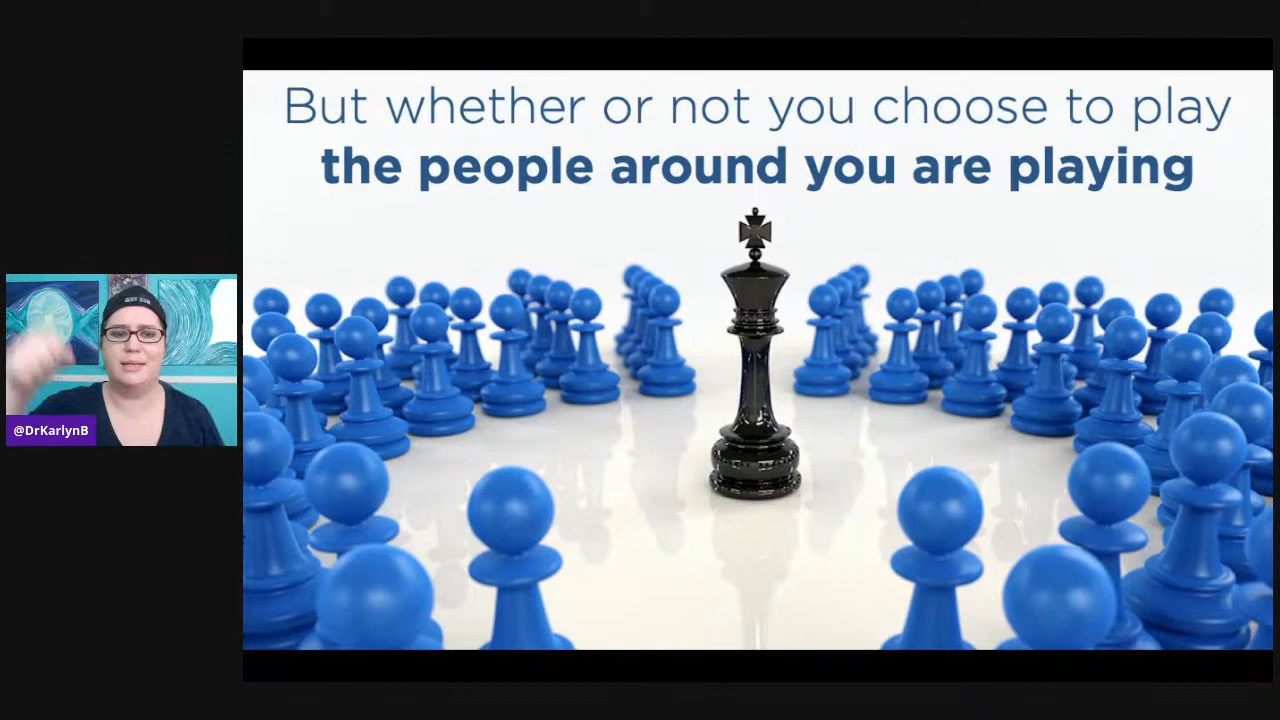 But whether or not you choose to play
the people around you are playing
@DrKarlynB